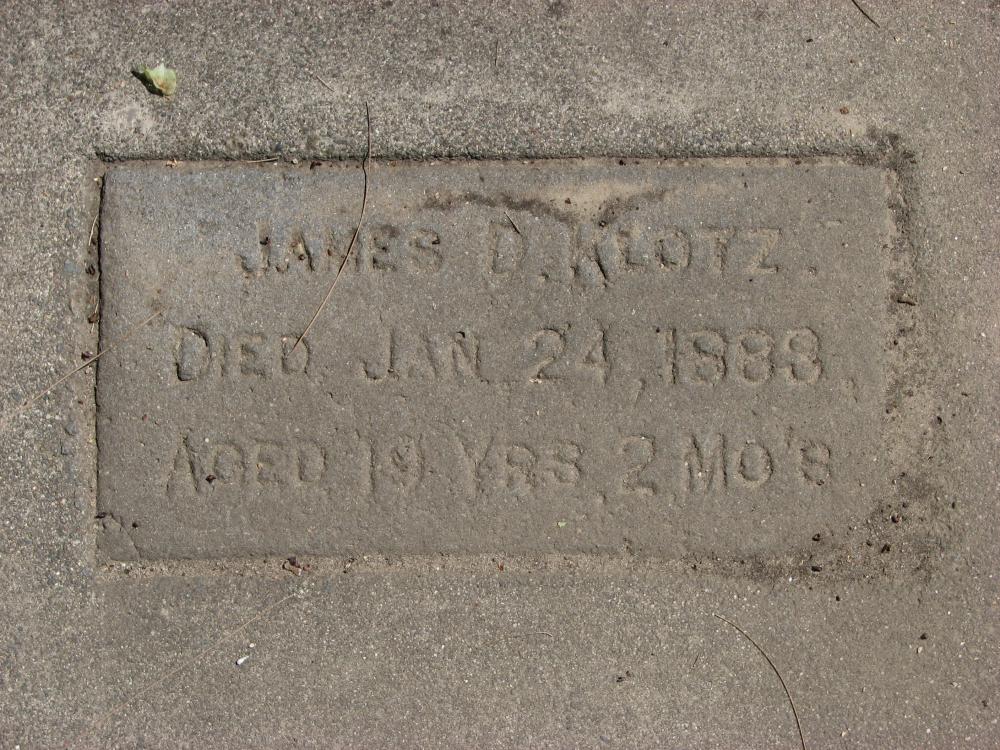 JAMES D. KLOTZ.
DIED JAN 24, 1888,
AGED 19 YRS, 2, MO'S